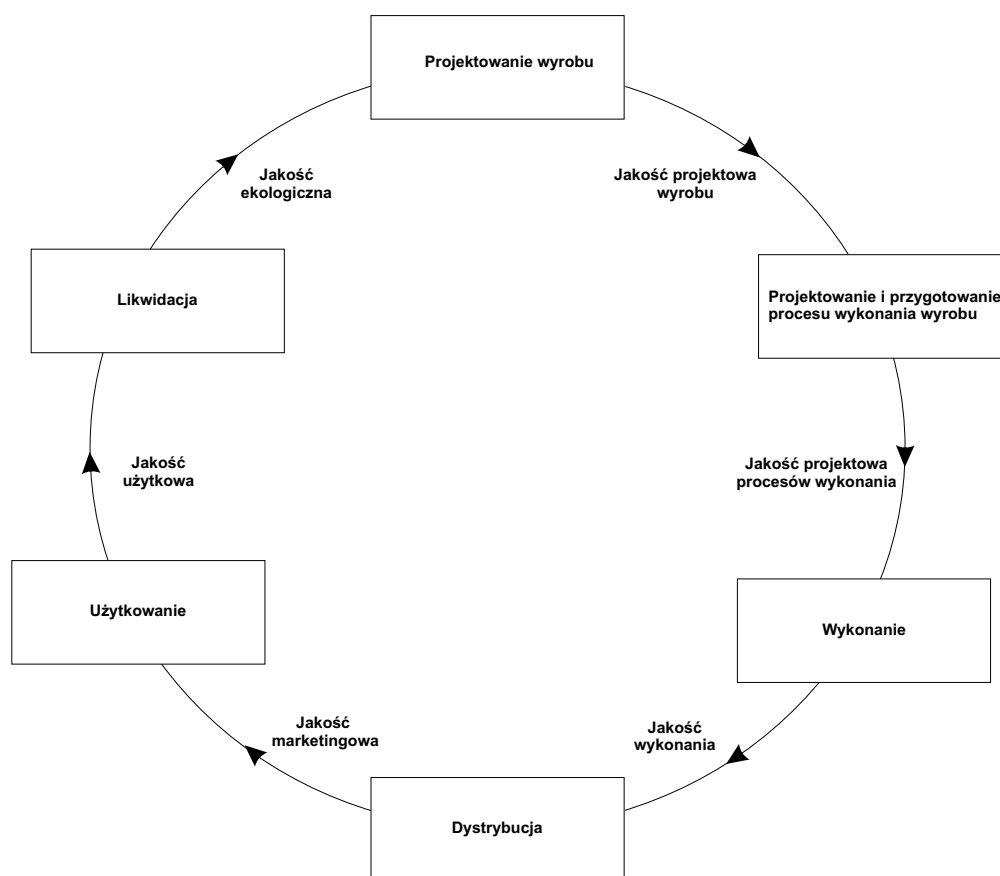 Projektowanie wyrobu
Jakość projektowa
wyrobu
Projektowanie i przygotowanie
procesu wykonania wyrobu
Jakość projektowa
procesów wykonania
Wykonanie
Jakość
wykonania
Dystrybucja
Jakość
marketingowa
Użytkowanie
Jakość
użytkowa
Likwidacja
Jakość
ekologiczna